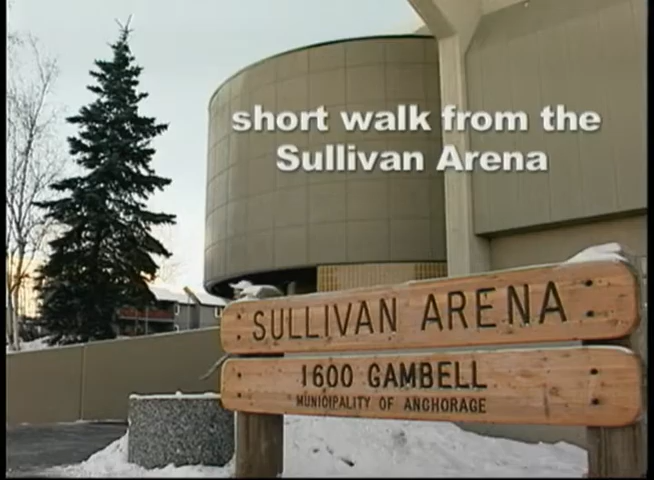 short walk from the
Sullivan Arena
SULLIVAN ARENA
1600 GAMBELL
MUNICIPALITY OF ANCHORAGE